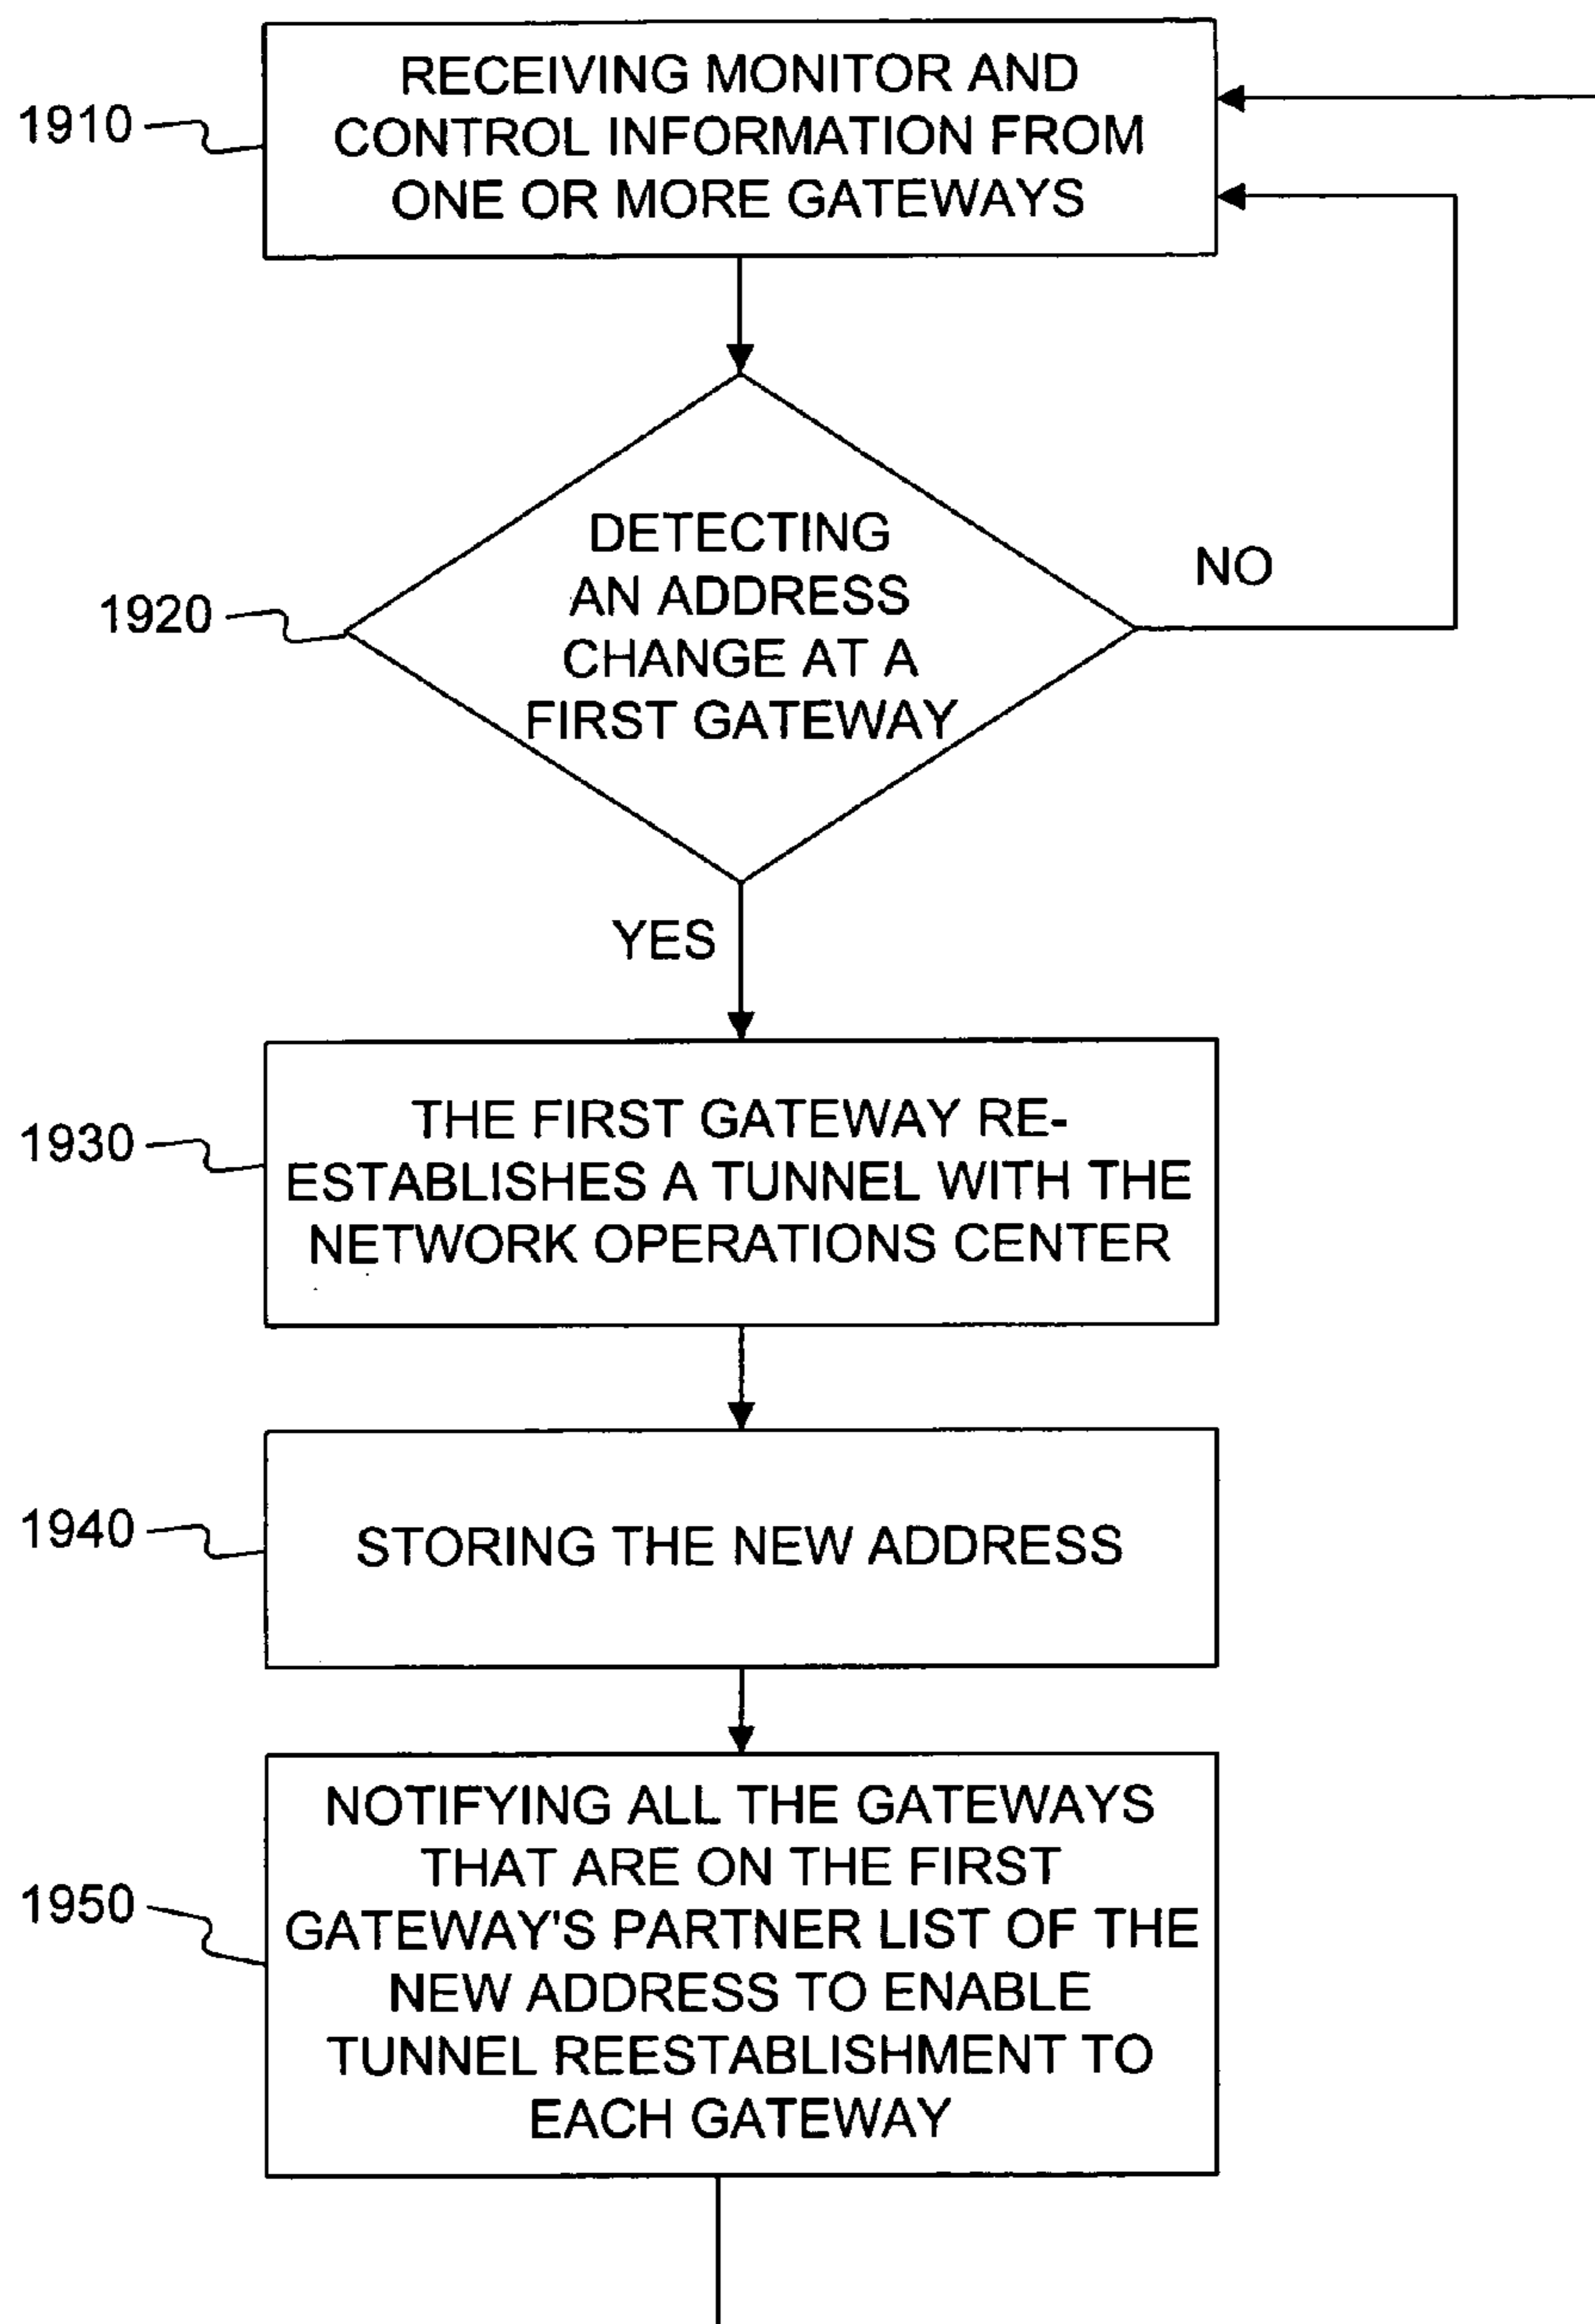 RECEIVING MONITOR AND
CONTROL INFORMATION FROM
ONE OR MORE GATEWAYS
1910
DETECTING
AN ADDRESS
CHANGE AT A
FIRST GATEWAY
1920
NO
YES
THE FIRST GATEWAY RE-
ESTABLISHES A TUNNEL WITH THE
NETWORK OPERATIONS CENTER
1930
STORING THE NEW ADDRESS
1940
NOTIFYING ALL THE GATEWAYS
THAT ARE ON THE FIRST
GATEWAY'S PARTNER LIST OF THE
NEW ADDRESS TO ENABLE
TUNNEL REESTABLISHMENT TO
EACH GATEWAY
1950